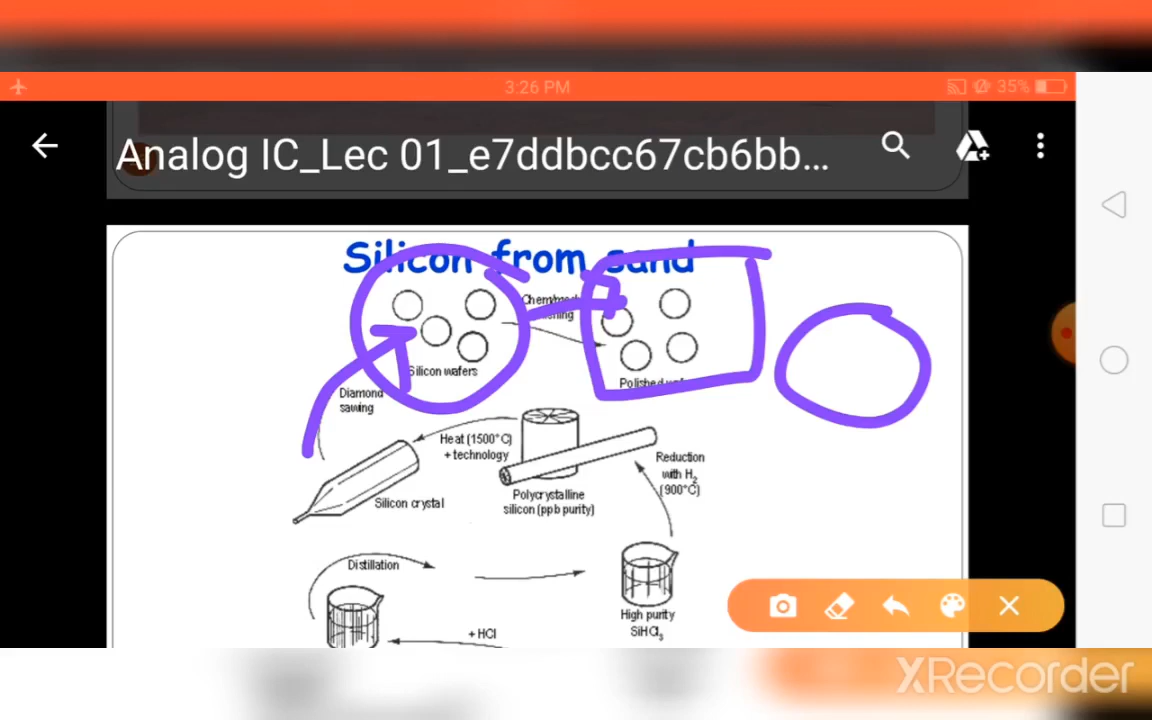 3:26 PM
35%
Analog IC_Lec 01_e7ddbcc67cb6bb...
Silicon from sand
Silicon wafers
Diamond
sawing
Heat (1500°C)
+ technology
Silicon crystal
Polycrystalline
silicon (ppb purity)
Reduction
with H₂
(900°C)
Distillation
High purity
SiHCl₃
+ HCl
XRecorder